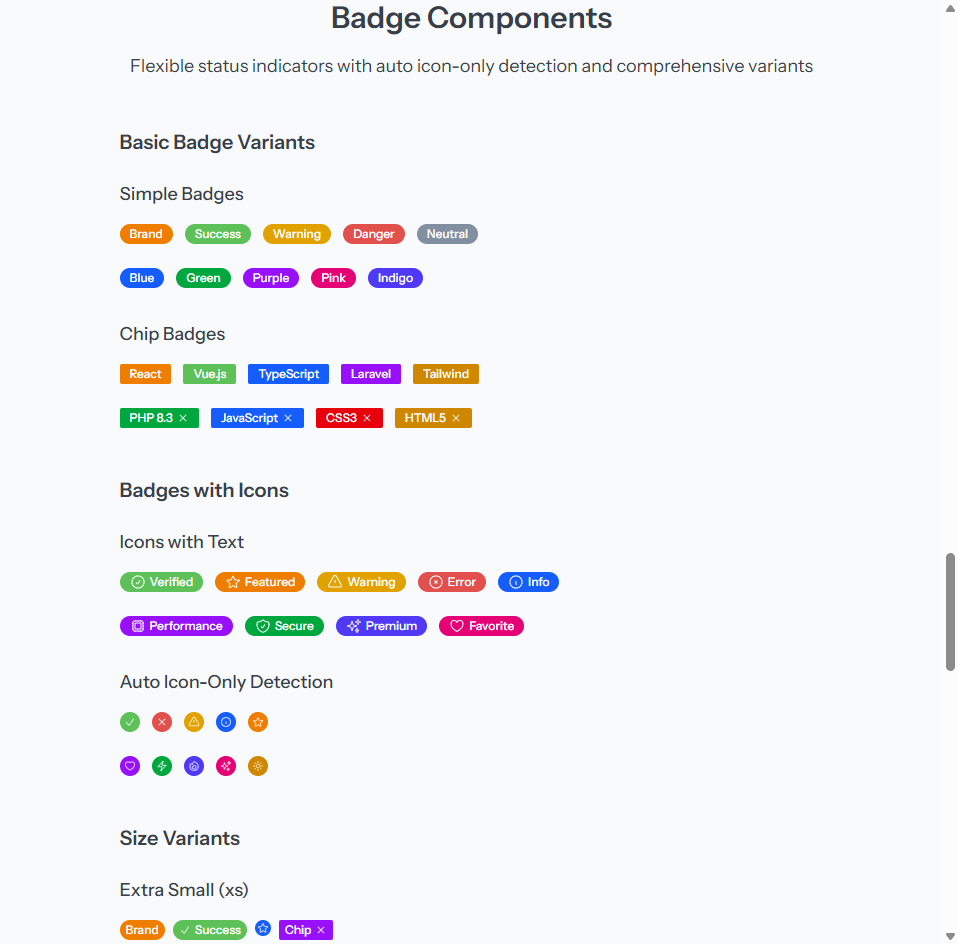 Badge Components
Flexible status indicators with auto icon-only detection and comprehensive variants
Basic Badge Variants
Simple Badges
Brand Success Warning Danger Neutral
Blue Green Purple Pink Indigo
Chip Badges
React Vue.js TypeScript Laravel Tailwind
PHP 8.3 × JavaScript × CSS3 × HTML5 ×
Badges with Icons
Icons with Text
Verified Featured Warning Error Info
Performance Secure Premium Favorite
Auto Icon-Only Detection
Size Variants
Extra Small (xs)
Brand Success Chip ×